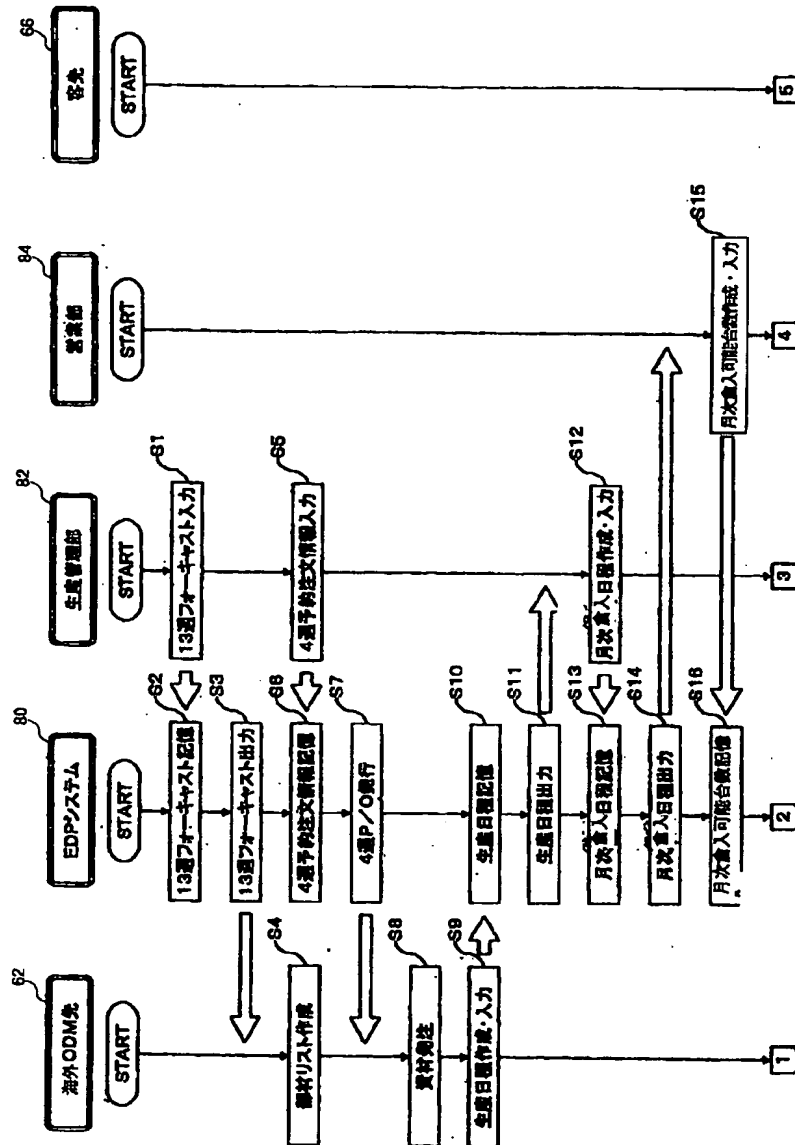 62
海外ODM先
START
部材リスト作成
S4
資材発注
S8
生産日程作成・入力
S9
1
80
EDPシステム
START
13週フォーキャスト記憶
S2
13週フォーキャスト出力
S3
4週予約注文情報記憶
S6
4週P/O発行
S7
生産日程記憶
S10
生産日程出力
S11
月次倉入日程記憶
S13
月次倉入日程出力
S14
月次倉入可能台数記憶
S16
2
82
生産管理部
START
13週フォーキャスト入力
S1
4週予約注文情報入力
S5
月次倉入日程作成・入力
S12
3
84
営業部
START
月次倉入可能台数作成・入力
S15
4
66
客先
START
5